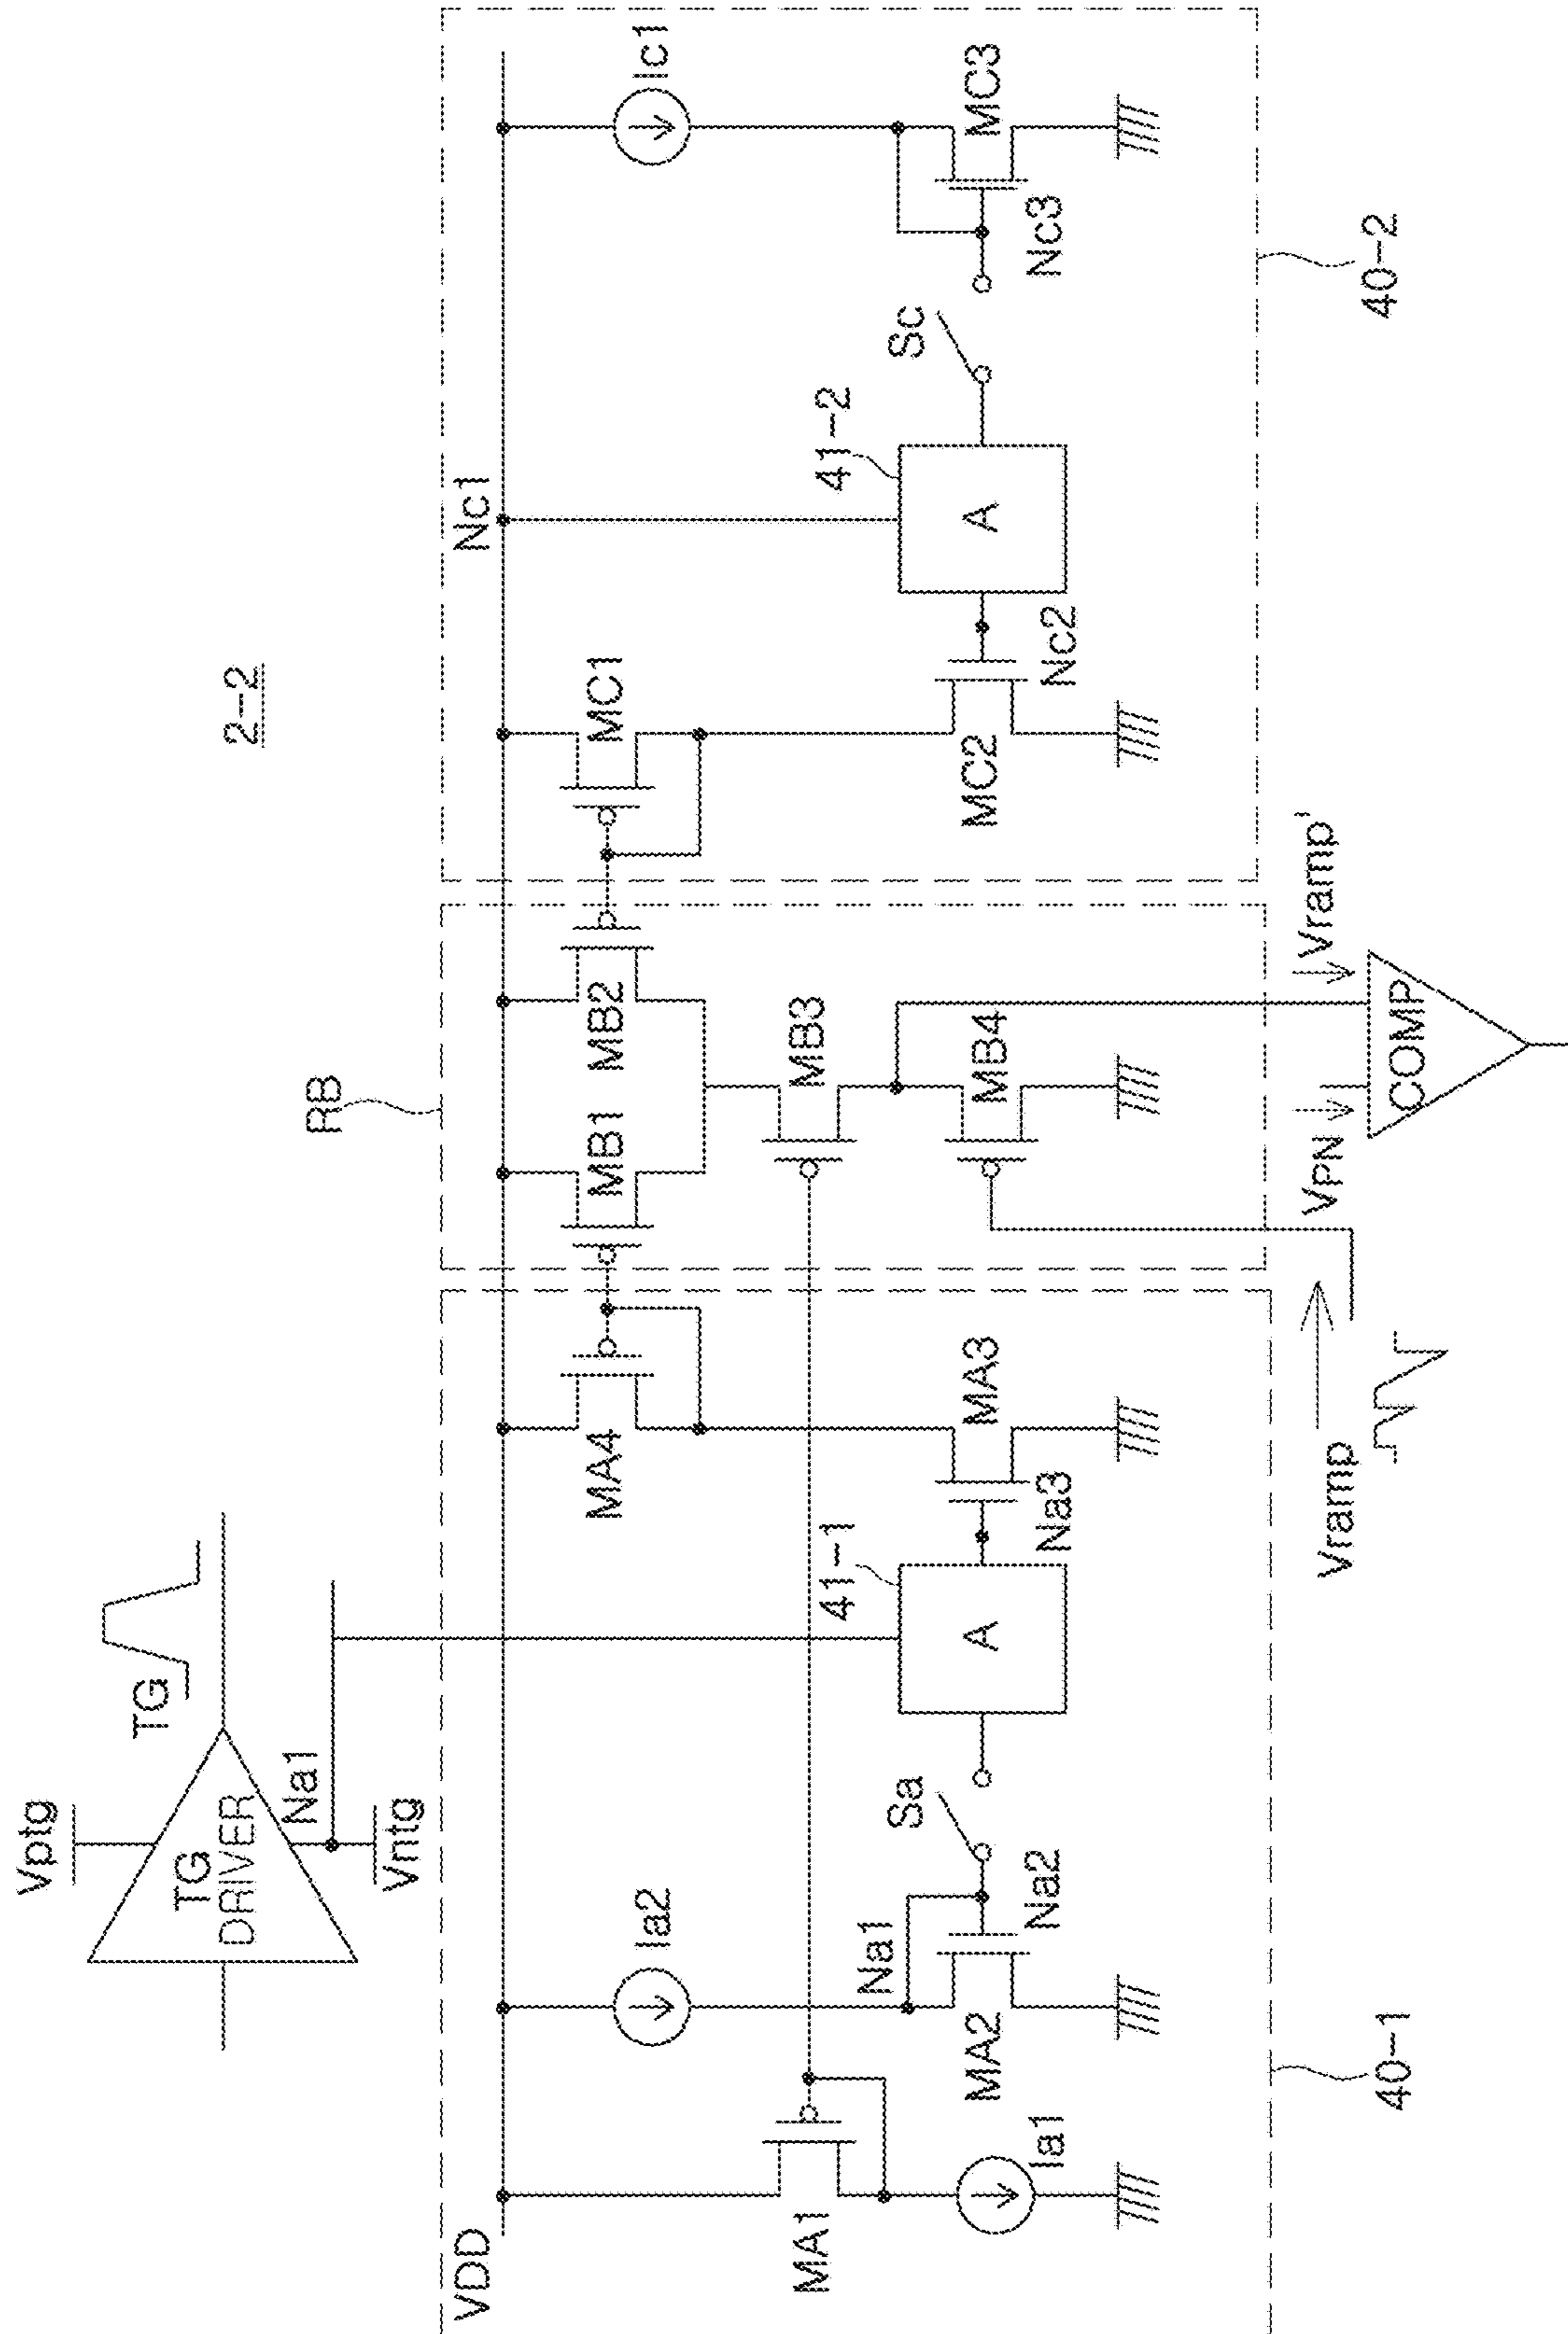 2-2
Vptg
TG
DRIVER
Na1
Vntg
TG
VDD
MA1
Ia1
Ia2
Na1
MA2
Na2
Sa
A
41-1
Na3
MA3
MA4
40-1
RB
MB1
MB2
MB3
MB4
Vramp
VPN
Vramp'
COMP
Nc1
MC1
MC2
Nc2
A
41-2
Sc
Nc3
MC3
Ic1
40-2